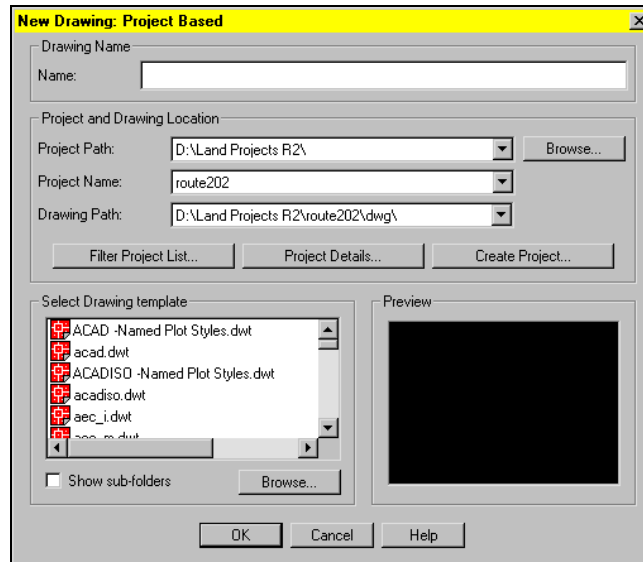 New Drawing: Project Based
Drawing Name
Name:
Project and Drawing Location
Project Path: D:\Land Projects R2\ Browse...
Project Name: route202
Drawing Path: D:\Land Projects R2\route202\dwg\
Filter Project List... Project Details... Create Project...
Select Drawing template Preview
ACAD -Named Plot Styles.dwt
acad.dwt
ACADISO -Named Plot Styles.dwt
acadiso.dwt
aec_i.dwt
Show sub-folders Browse...
OK Cancel Help